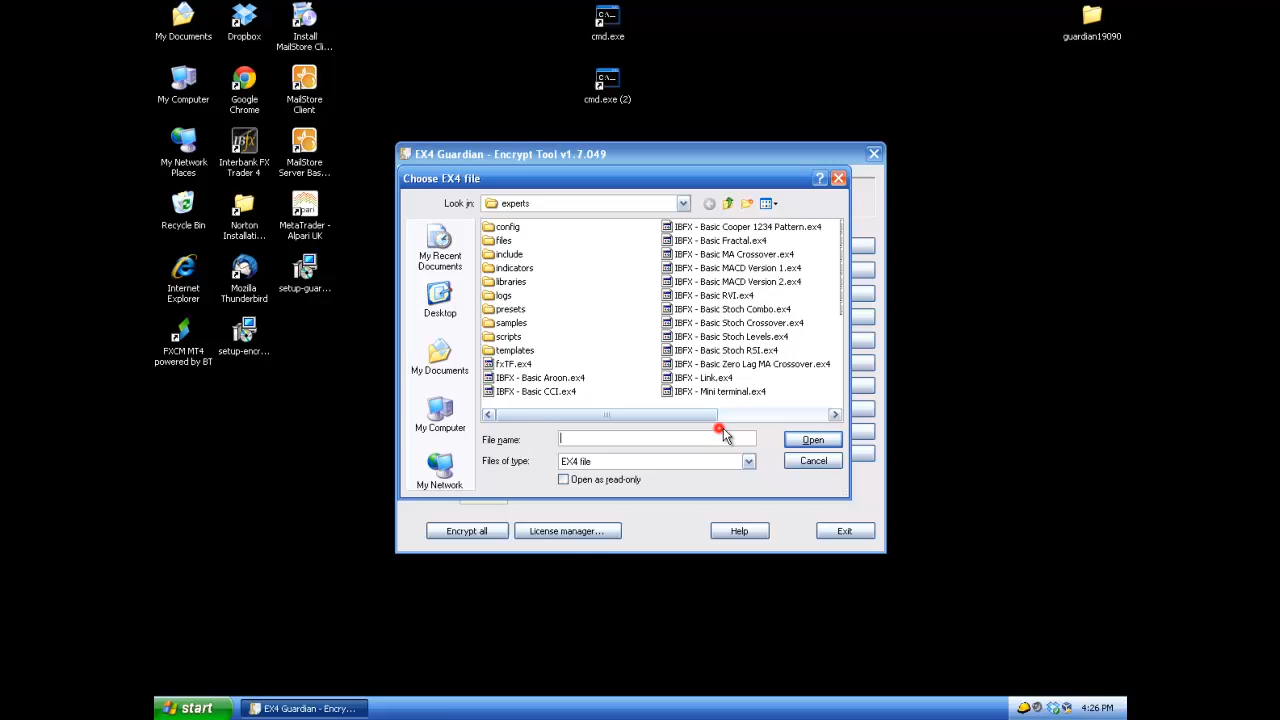 My Documents
Dropbox
Install
MailStore Cli...
cmd.exe
guardian19090
My Computer
Google
Chrome
MailStore
Client
cmd.exe (2)
My Network
Places
Interbank FX
Trader 4
MailStore
Server Bas...
Recycle Bin
Norton
Installati...
MetaTrader -
Alpari UK
Internet
Explorer
Mozilla
Thunderbird
setup-guar...
FXCM MT4
powered by BT
setup-encr...
EX4 Guardian - Encrypt Tool v1.7.049
Choose EX4 file
Look in:
experts
My Recent
Documents
Desktop
My Documents
My Computer
My Network
config
files
include
indicators
libraries
logs
presets
samples
scripts
templates
fxTF.ex4
IBFX - Basic Aroon.ex4
IBFX - Basic CCI.ex4
IBFX - Basic Cooper 1234 Pattern.ex4
IBFX - Basic Fractal.ex4
IBFX - Basic MA Crossover.ex4
IBFX - Basic MACD Version 1.ex4
IBFX - Basic MACD Version 2.ex4
IBFX - Basic RVI.ex4
IBFX - Basic Stoch Combo.ex4
IBFX - Basic Stoch Crossover.ex4
IBFX - Basic Stoch Levels.ex4
IBFX - Basic Stoch RSI.ex4
IBFX - Basic Zero Lag MA Crossover.ex4
IBFX - Link.ex4
IBFX - Mini terminal.ex4
File name:
Open
Files of type:
EX4 file
Cancel
Open as read-only
Encrypt all
License manager...
Help
Exit
start
EX4 Guardian - Encry...
4:26 PM